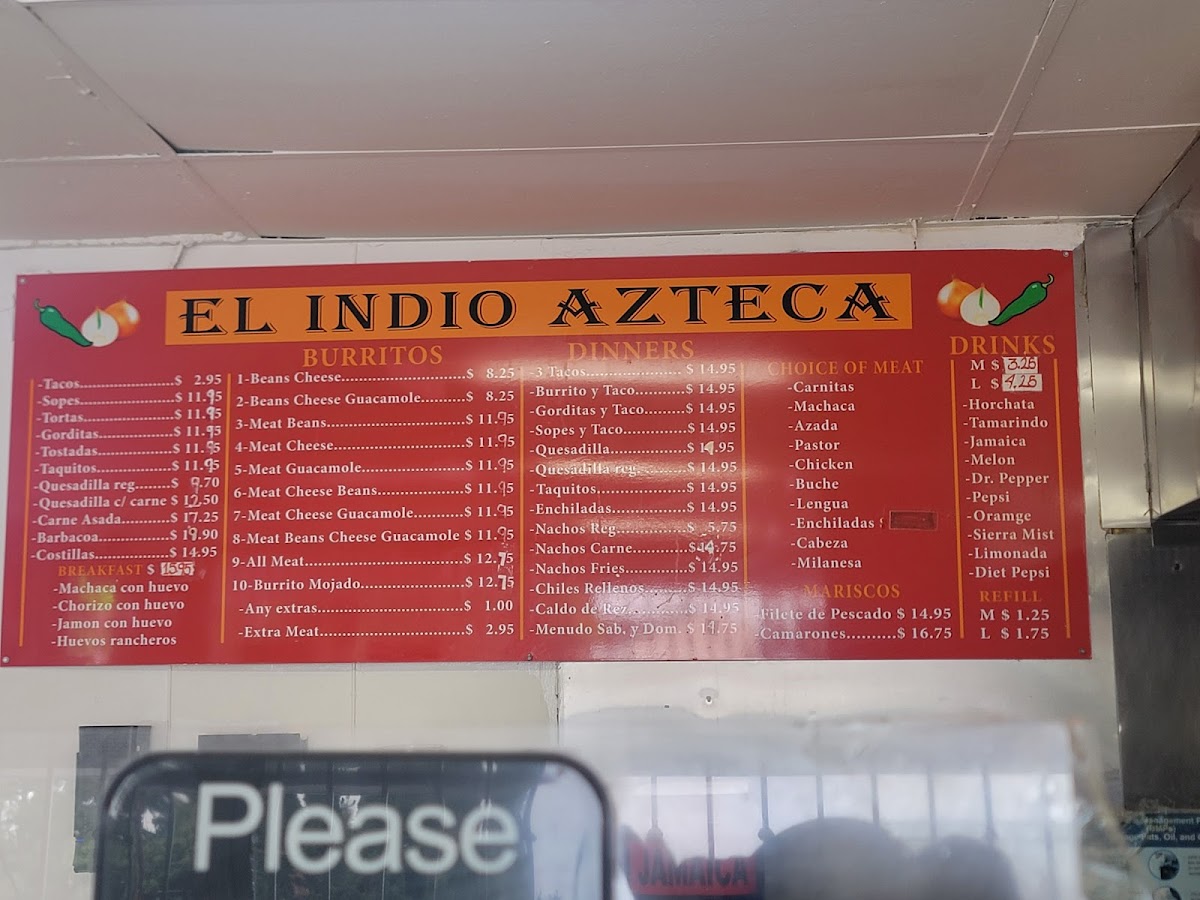 EL INDIO AZTECA
-Tacos........................$ 2.95
-Sopes........................$ 11.95
-Tortas.......................$ 11.95
-Gorditas....................$ 11.95
-Tostadas....................$ 11.95
-Taquitos....................$ 11.95
-Quesadilla reg.......$ 9.70
-Quesadilla c/ carne $ 12.50
-Carne Asada............$ 17.25
-Barbacoa.................$ 19.90
-Costillas...................$ 14.95
BREAKFAST $ 15.95
-Machaca con huevo
-Chorizo con huevo
-Jamon con huevo
-Huevos rancheros
BURRITOS
1-Beans Cheese............................$ 8.25
2-Beans Cheese Guacamole.........$ 8.25
3-Meat Beans................................$ 11.95
4-Meat Cheese..............................$ 11.95
5-Meat Guacamole........................$ 11.95
6-Meat Cheese Beans....................$ 11.95
7-Meat Cheese Guacamole............$ 11.95
8-Meat Beans Cheese Guacamole $ 11.95
9-All Meat....................................$ 12.75
10-Burrito Mojado.......................$ 12.75
-Any extras..................................$ 1.00
-Extra Meat..................................$ 2.95
DINNERS
-3 Tacos.........................$ 14.95
-Burrito y Taco...........$ 14.95
-Gorditas y Taco.........$ 14.95
-Sopes y Taco..............$ 14.95
-Quesadilla..................$ 14.95
-Quesadilla reg...........$ 14.95
-Taquitos.....................$ 14.95
-Enchiladas.................$ 14.95
-Nachos Reg................$ 5.75
-Nachos Carne............$ 14.75
-Nachos Fries..............$ 14.95
-Chiles Rellenos..........$ 14.95
-Caldo de Rez..............$ 14.95
-Menudo Sab. y Dom. $ 19.75
CHOICE OF MEAT
-Carnitas
-Machaca
-Azada
-Pastor
-Chicken
-Buche
-Lengua
-Enchiladas $
-Cabeza
-Milanesa
MARISCOS
-Filete de Pescado $ 14.95
-Camarones..........$ 16.75
DRINKS
M $ 3.25
L $ 4.25
-Horchata
-Tamarindo
-Jamaica
-Melon
-Dr. Pepper
-Pepsi
-Orange
-Sierra Mist
-Limonada
-Diet Pepsi
REFILL
M $ 1.25
L $ 1.75
Please
JAMAICA